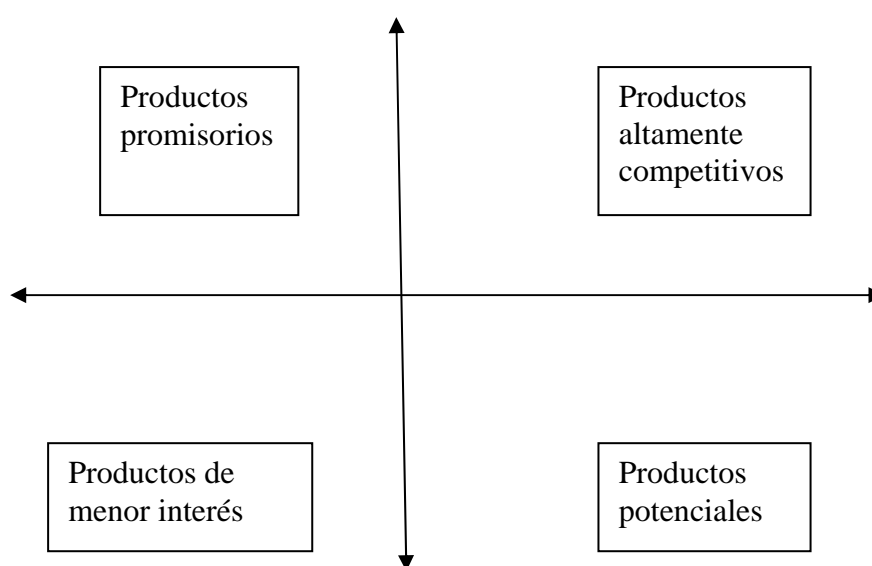 Productos
promisorios
Productos
altamente
competitivos
Productos de
menor interés
Productos
potenciales